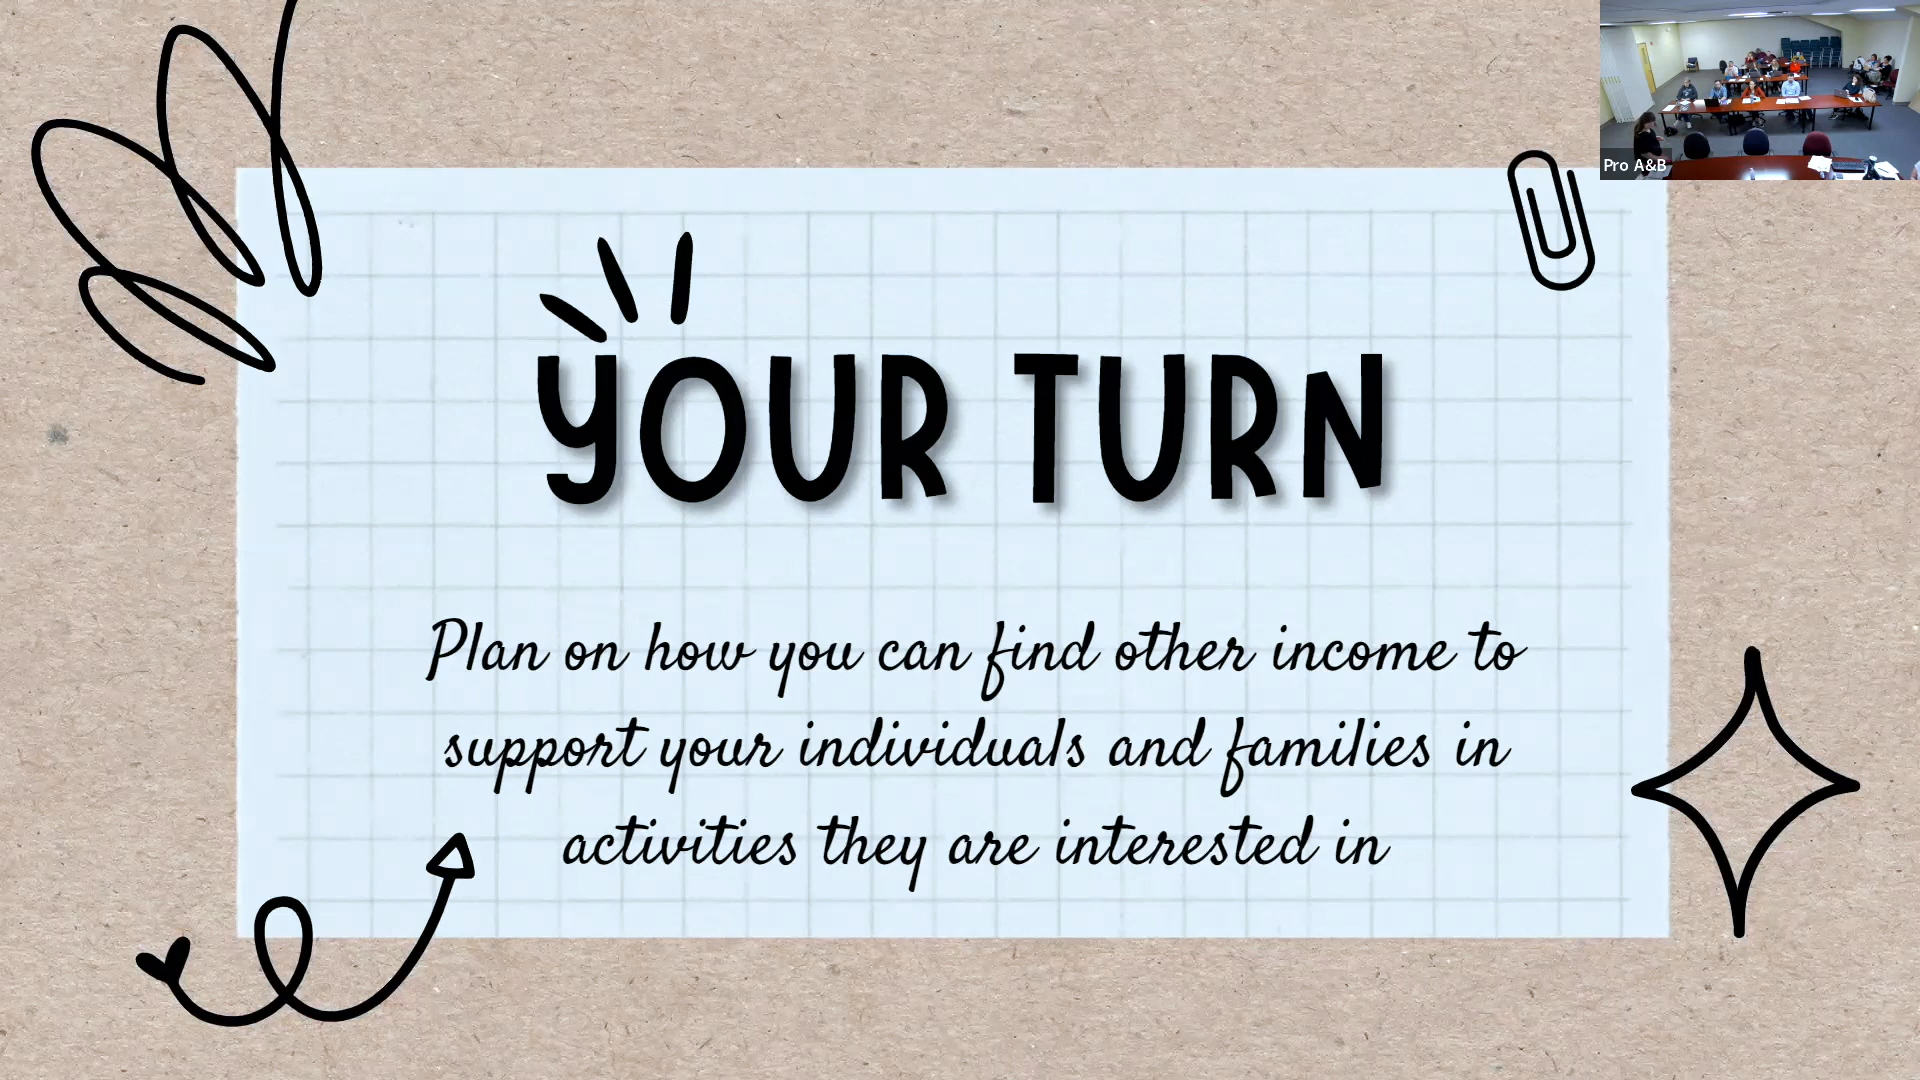 Pro A&B
YOUR TURN
Plan on how you can find other income to
support your individuals and families in
activities they are interested in